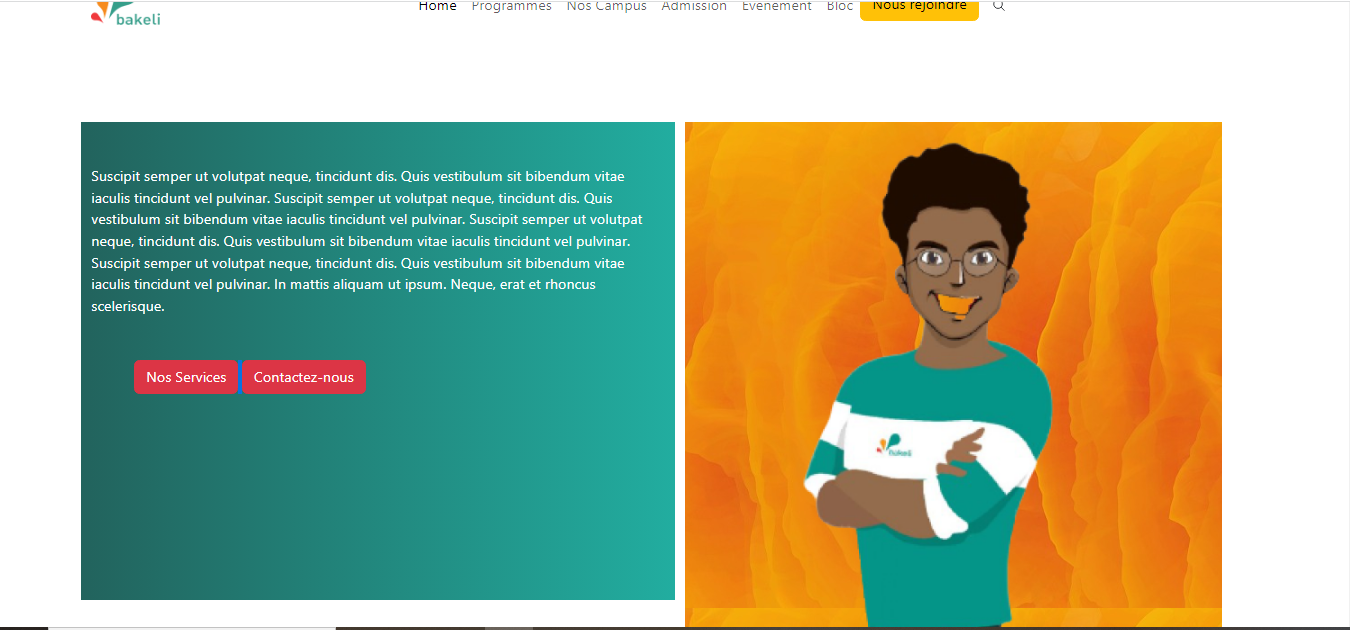 bakeli
Home Programmes Nos Campus Admission Evenement Bloc Nous rejoindre
Suscipit semper ut volutpat neque, tincidunt dis. Quis vestibulum sit bibendum vitae
iaculis tincidunt vel pulvinar. Suscipit semper ut volutpat neque, tincidunt dis. Quis
vestibulum sit bibendum vitae iaculis tincidunt vel pulvinar. Suscipit semper ut volutpat
neque, tincidunt dis. Quis vestibulum sit bibendum vitae iaculis tincidunt vel pulvinar.
Suscipit semper ut volutpat neque, tincidunt dis. Quis vestibulum sit bibendum vitae
iaculis tincidunt vel pulvinar. In mattis aliquam ut ipsum. Neque, erat et rhoncus
scelerisque.
Nos Services Contactez-nous
bakeli